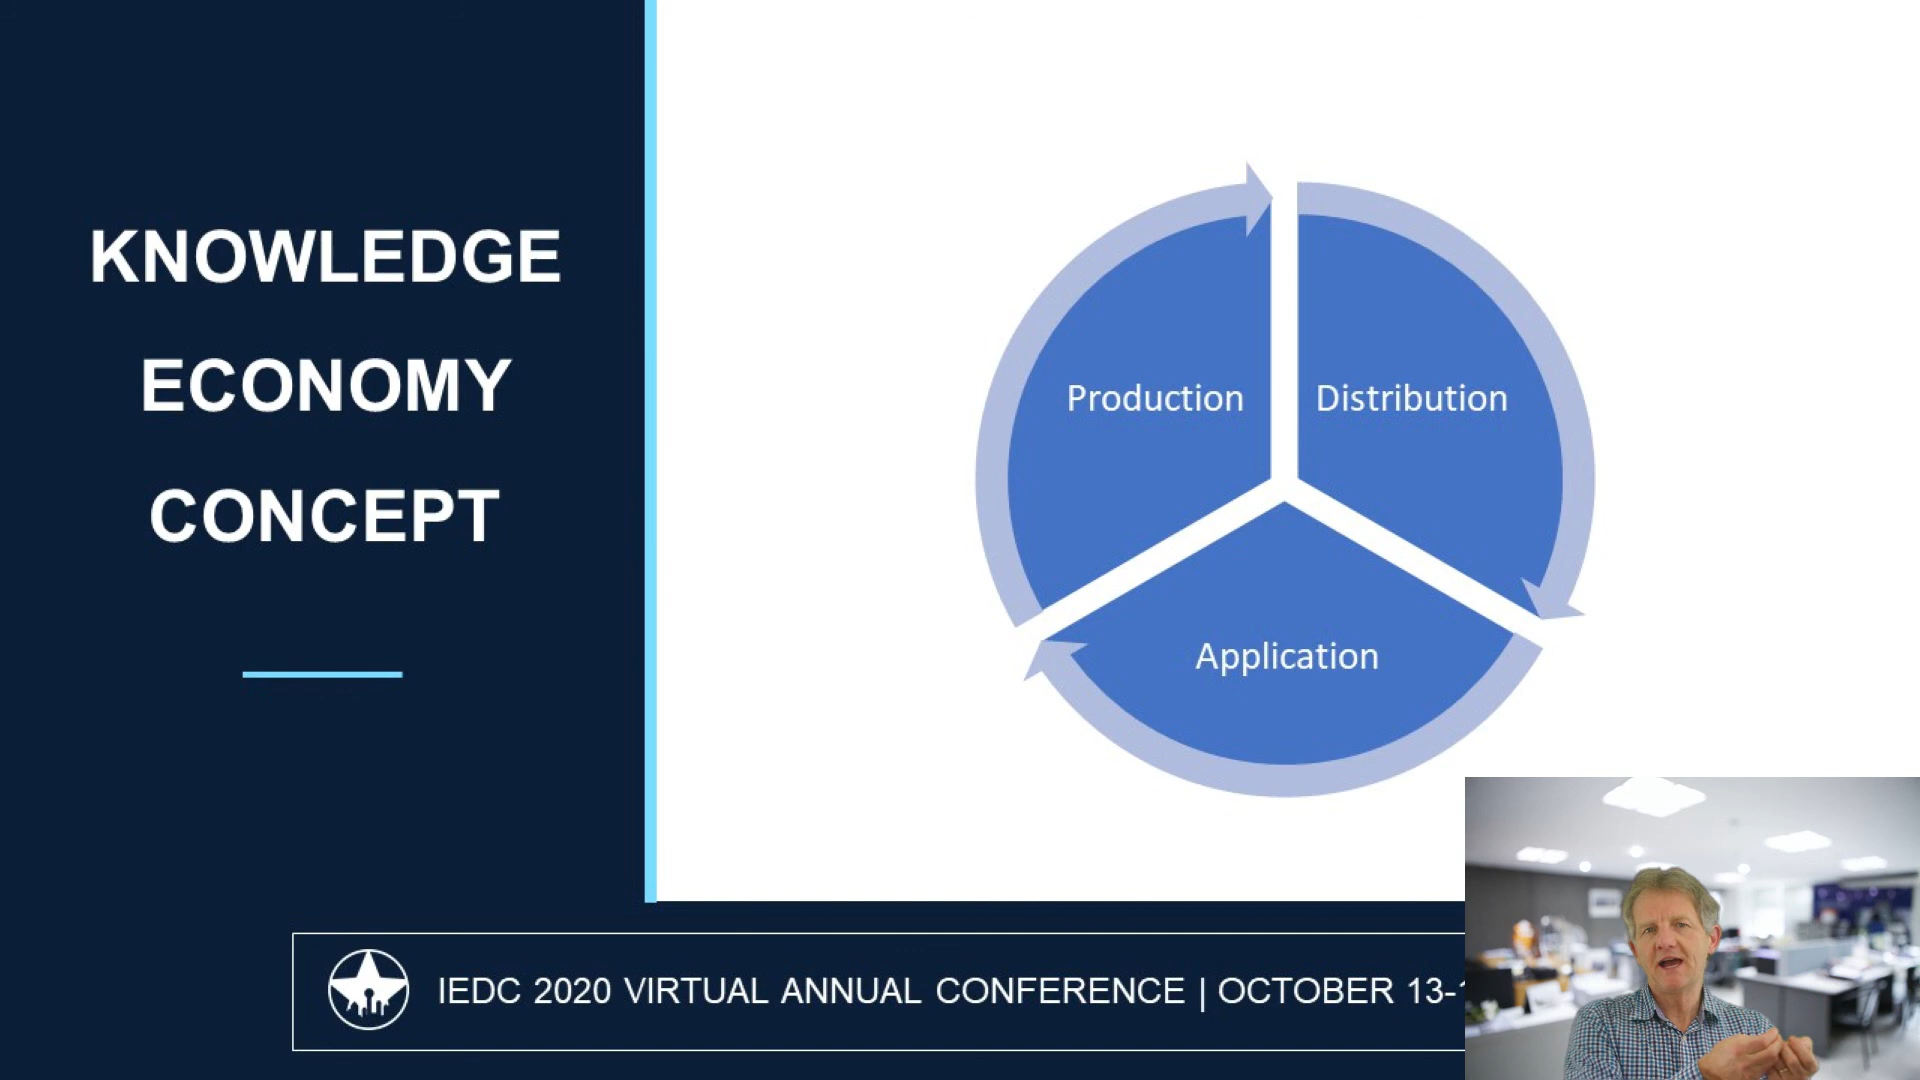 KNOWLEDGE
ECONOMY
CONCEPT
Production
Distribution
Application
IEDC 2020 VIRTUAL ANNUAL CONFERENCE | OCTOBER 13-